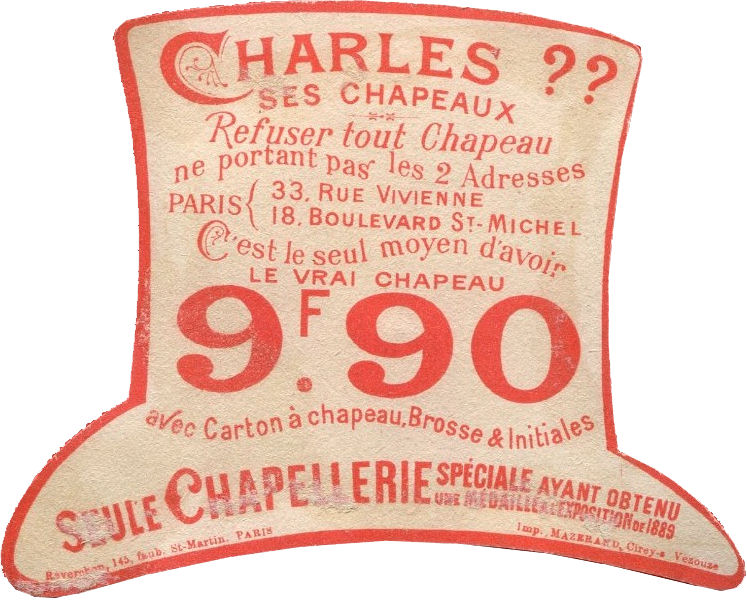 CHARLES ??
SES CHAPEAUX
Refuser tout Chapeau
ne portant pas les 2 Adresses
PARIS { 33, RUE VIVIENNE
18, BOULEVARD ST-MICHEL
C'est le seul moyen d'avoir
LE VRAI CHAPEAU
9F.90
avec Carton à chapeau, Brosse & Initiales
SEULE CHAPELLERIE SPÉCIALE AYANT OBTENU
UNE MÉDAILLE À L'EXPOSITION DE 1889
145, faub. St-Martin. PARIS
Imp. MAZERAND, Cirey-s Vezouze